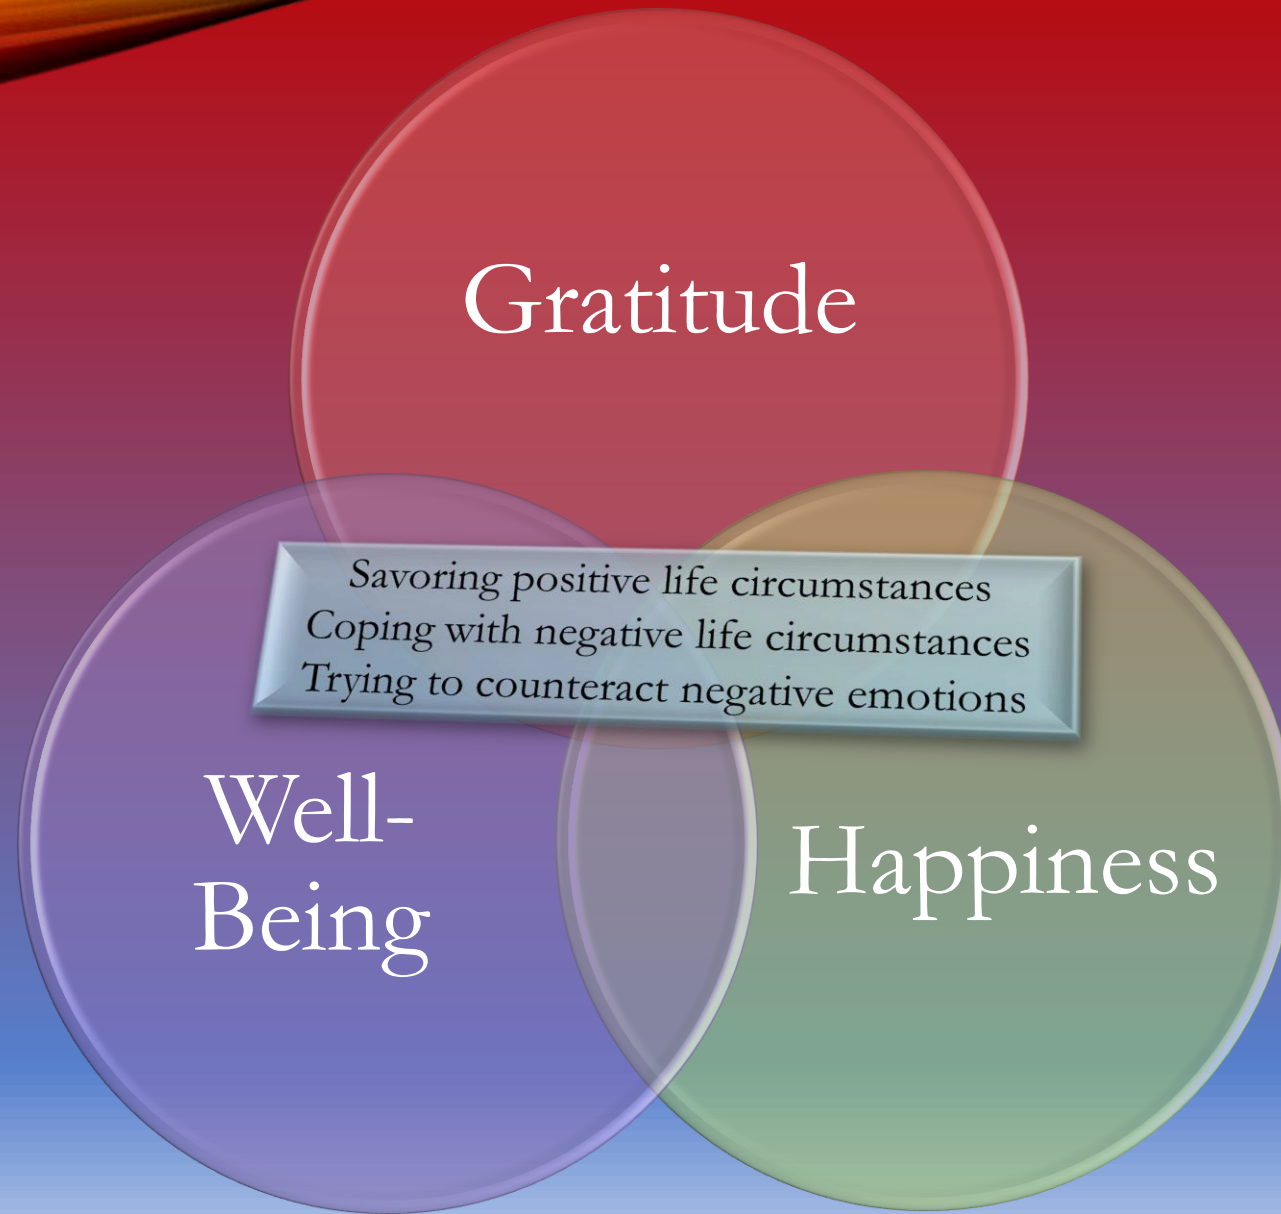 Gratitude
Savoring positive life circumstances
Coping with negative life circumstances
Trying to counteract negative emotions
Well-
Being
Happiness